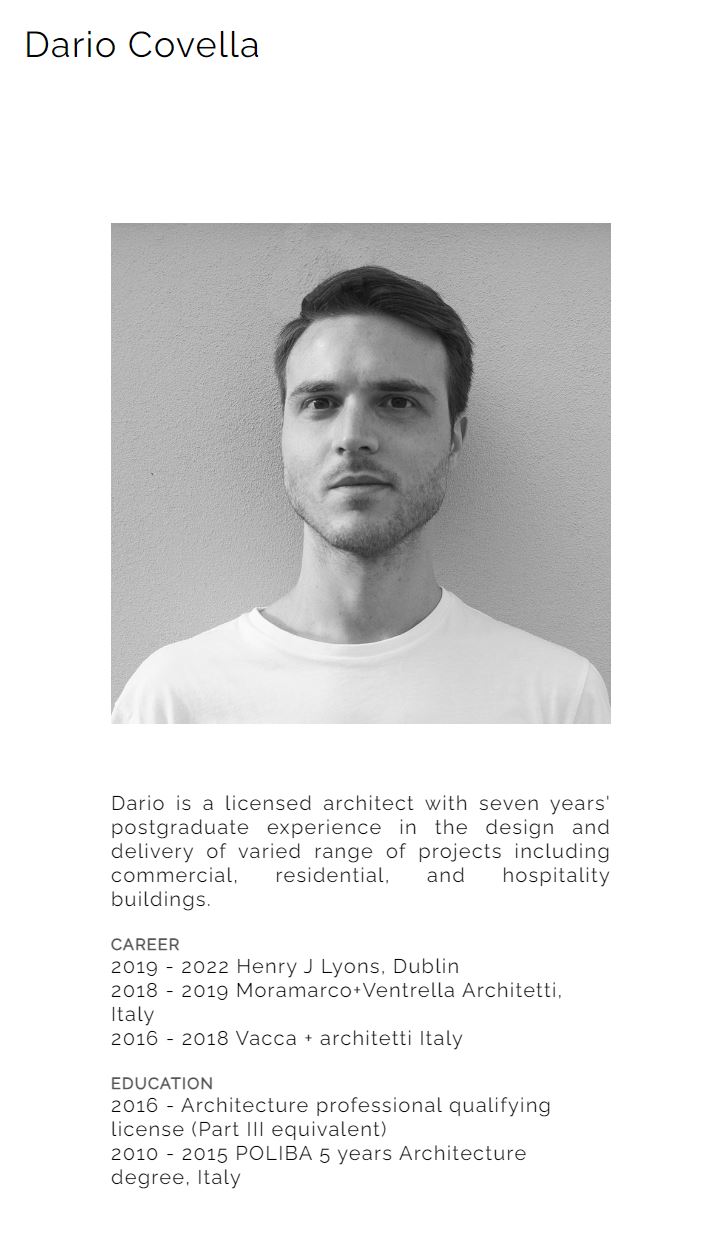 Dario Covella
Dario is a licensed architect with seven years'
postgraduate experience in the design and
delivery of varied range of projects including
commercial, residential, and hospitality
buildings.
CAREER
2019 - 2022 Henry J Lyons, Dublin
2018 - 2019 Moramarco+Ventrella Architetti,
Italy
2016 - 2018 Vacca + architetti Italy
EDUCATION
2016 - Architecture professional qualifying
license (Part III equivalent)
2010 - 2015 POLIBA 5 years Architecture
degree, Italy